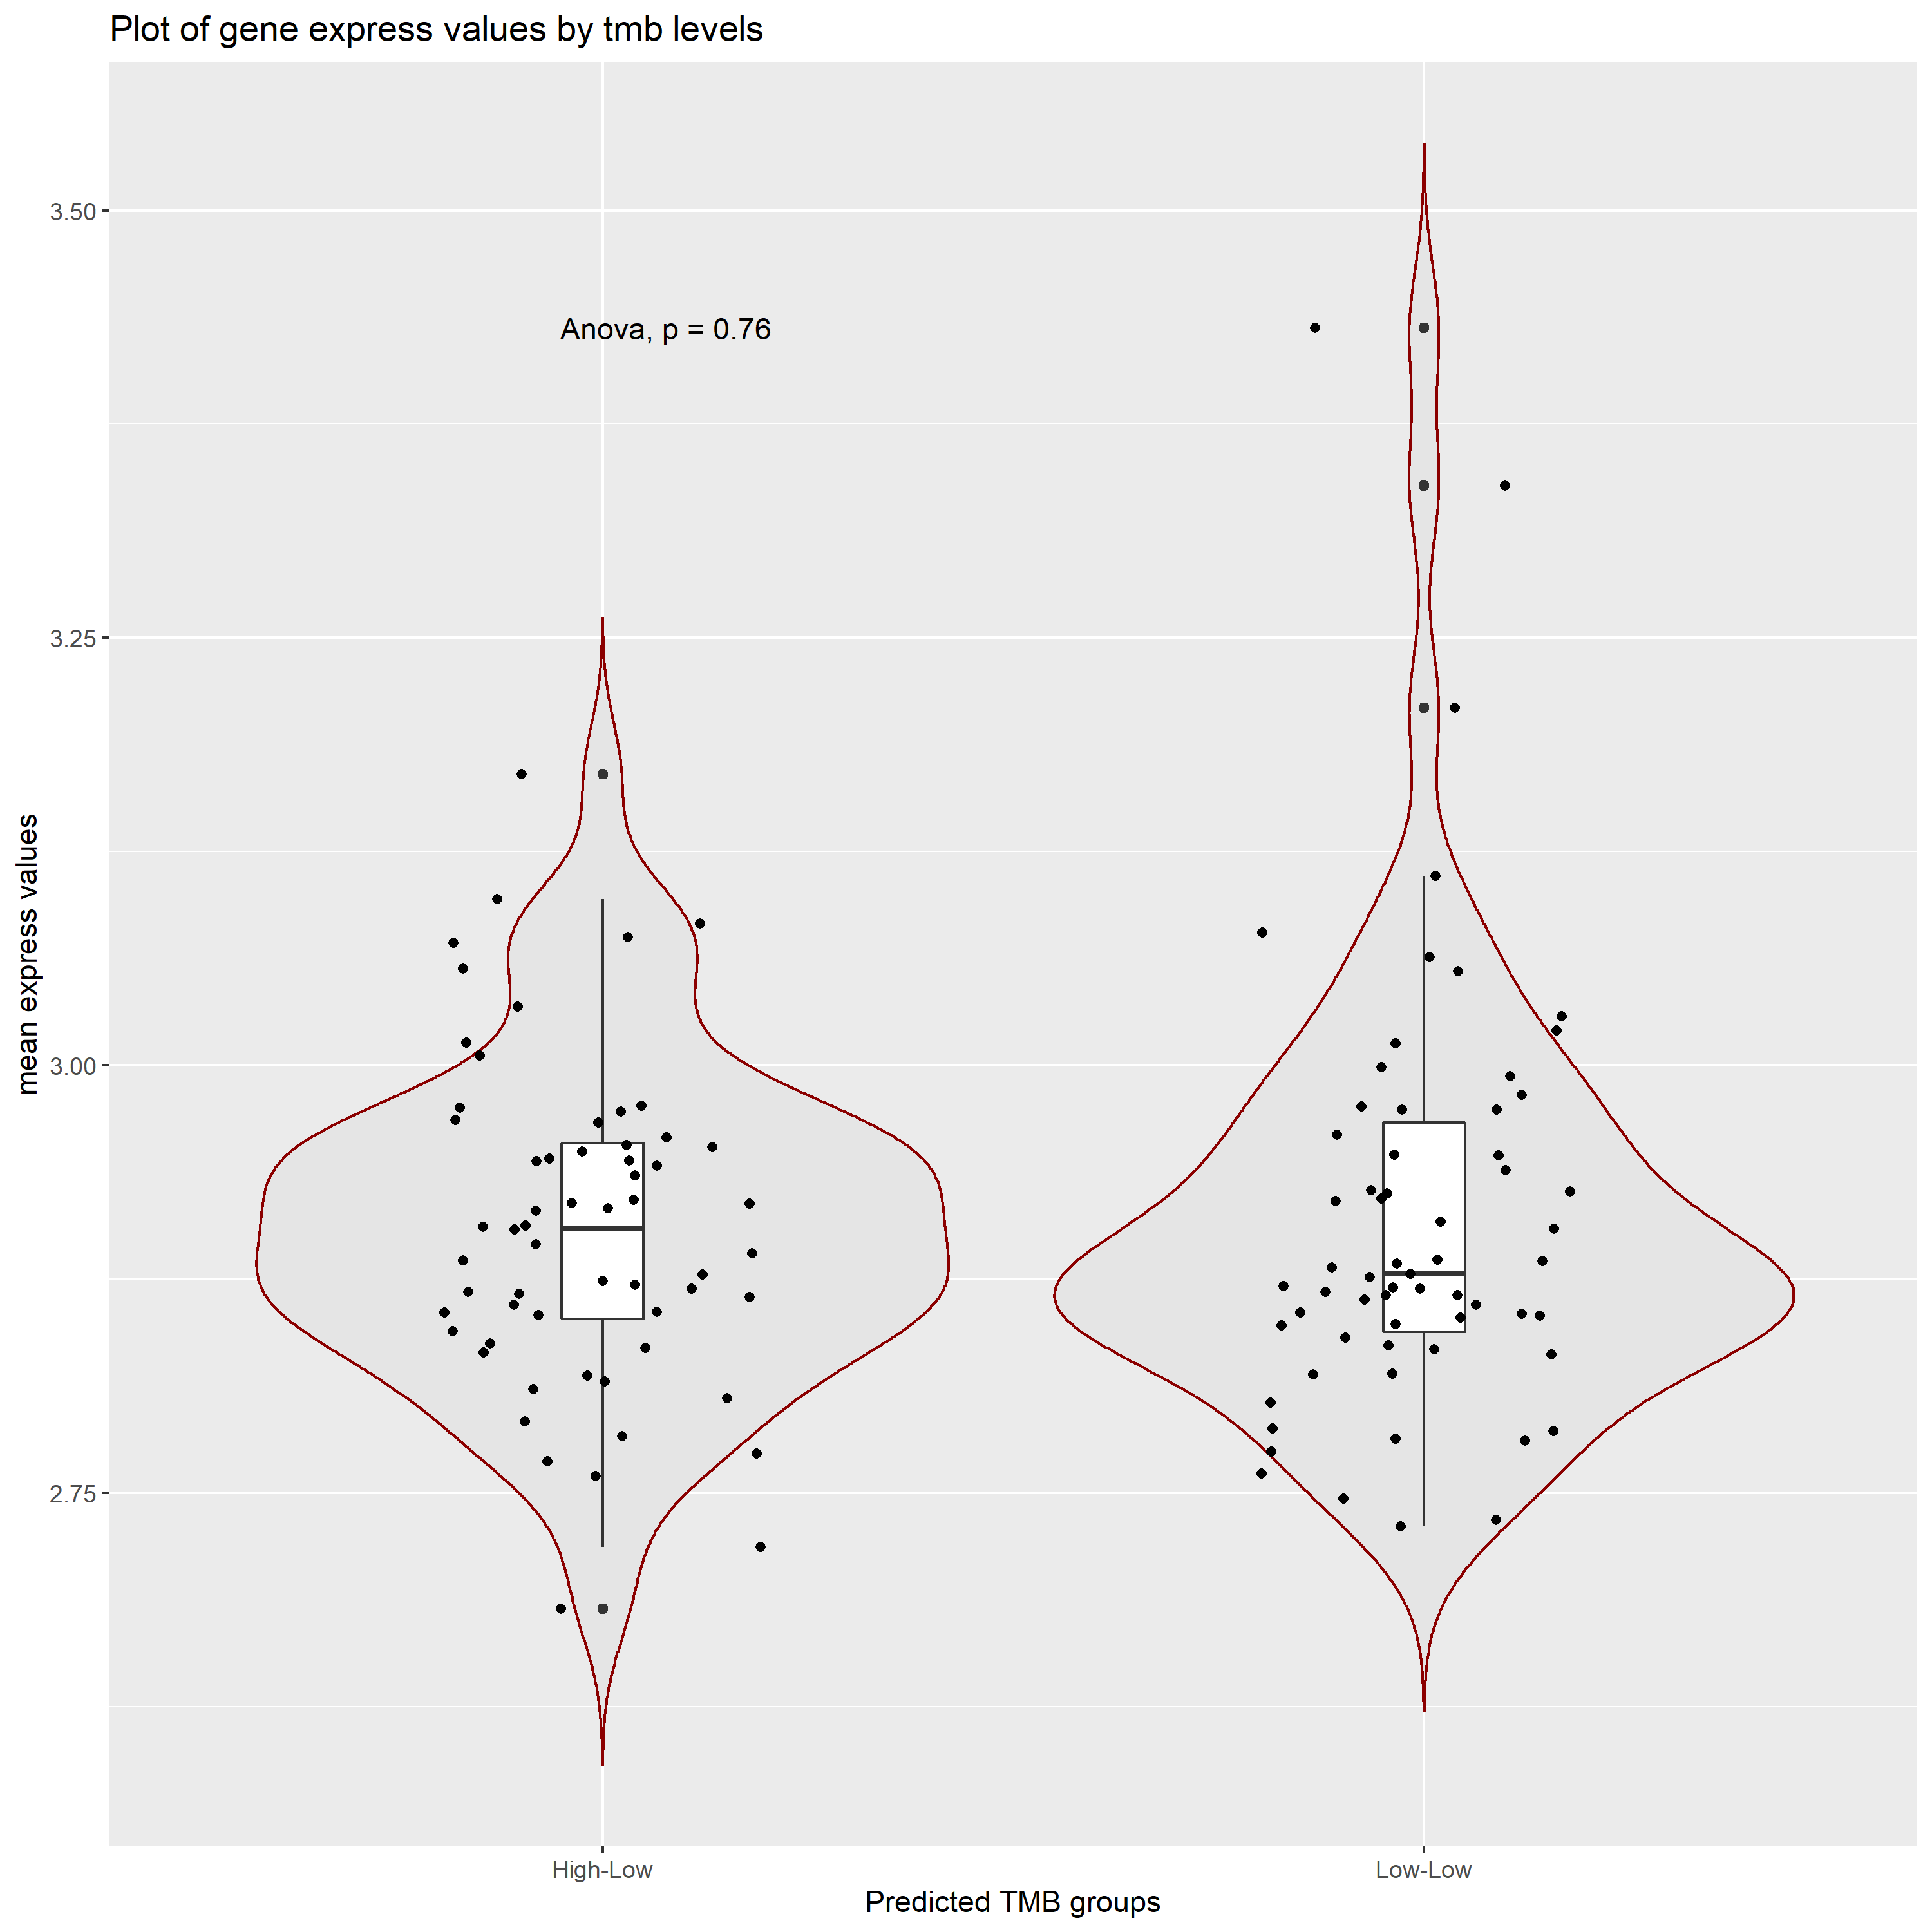 Plot of gene express values by tmb levels
Anova, p = 0.76
mean express values
3.50
3.25
3.00
2.75
High-Low
Low-Low
Predicted TMB groups